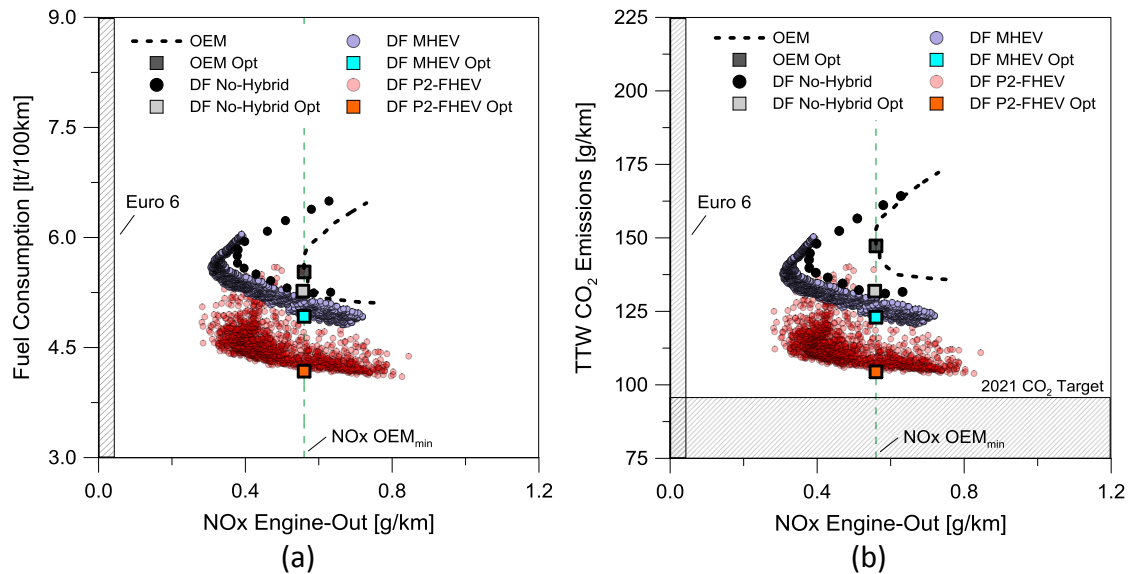 9.0
7.5
6.0
4.5
3.0
Fuel Consumption [lt/100km]
OEM
OEM Opt
DF No-Hybrid
DF No-Hybrid Opt
DF MHEV
DF MHEV Opt
DF P2-FHEV
DF P2-FHEV Opt
Euro 6
NOx OEMmin
0.0
0.4
0.8
1.2
NOx Engine-Out [g/km]
(a)
225
200
175
150
125
100
75
TTW CO2 Emissions [g/km]
OEM
OEM Opt
DF No-Hybrid
DF No-Hybrid Opt
DF MHEV
DF MHEV Opt
DF P2-FHEV
DF P2-FHEV Opt
Euro 6
2021 CO2 Target
NOx OEMmin
0.0
0.4
0.8
1.2
NOx Engine-Out [g/km]
(b)